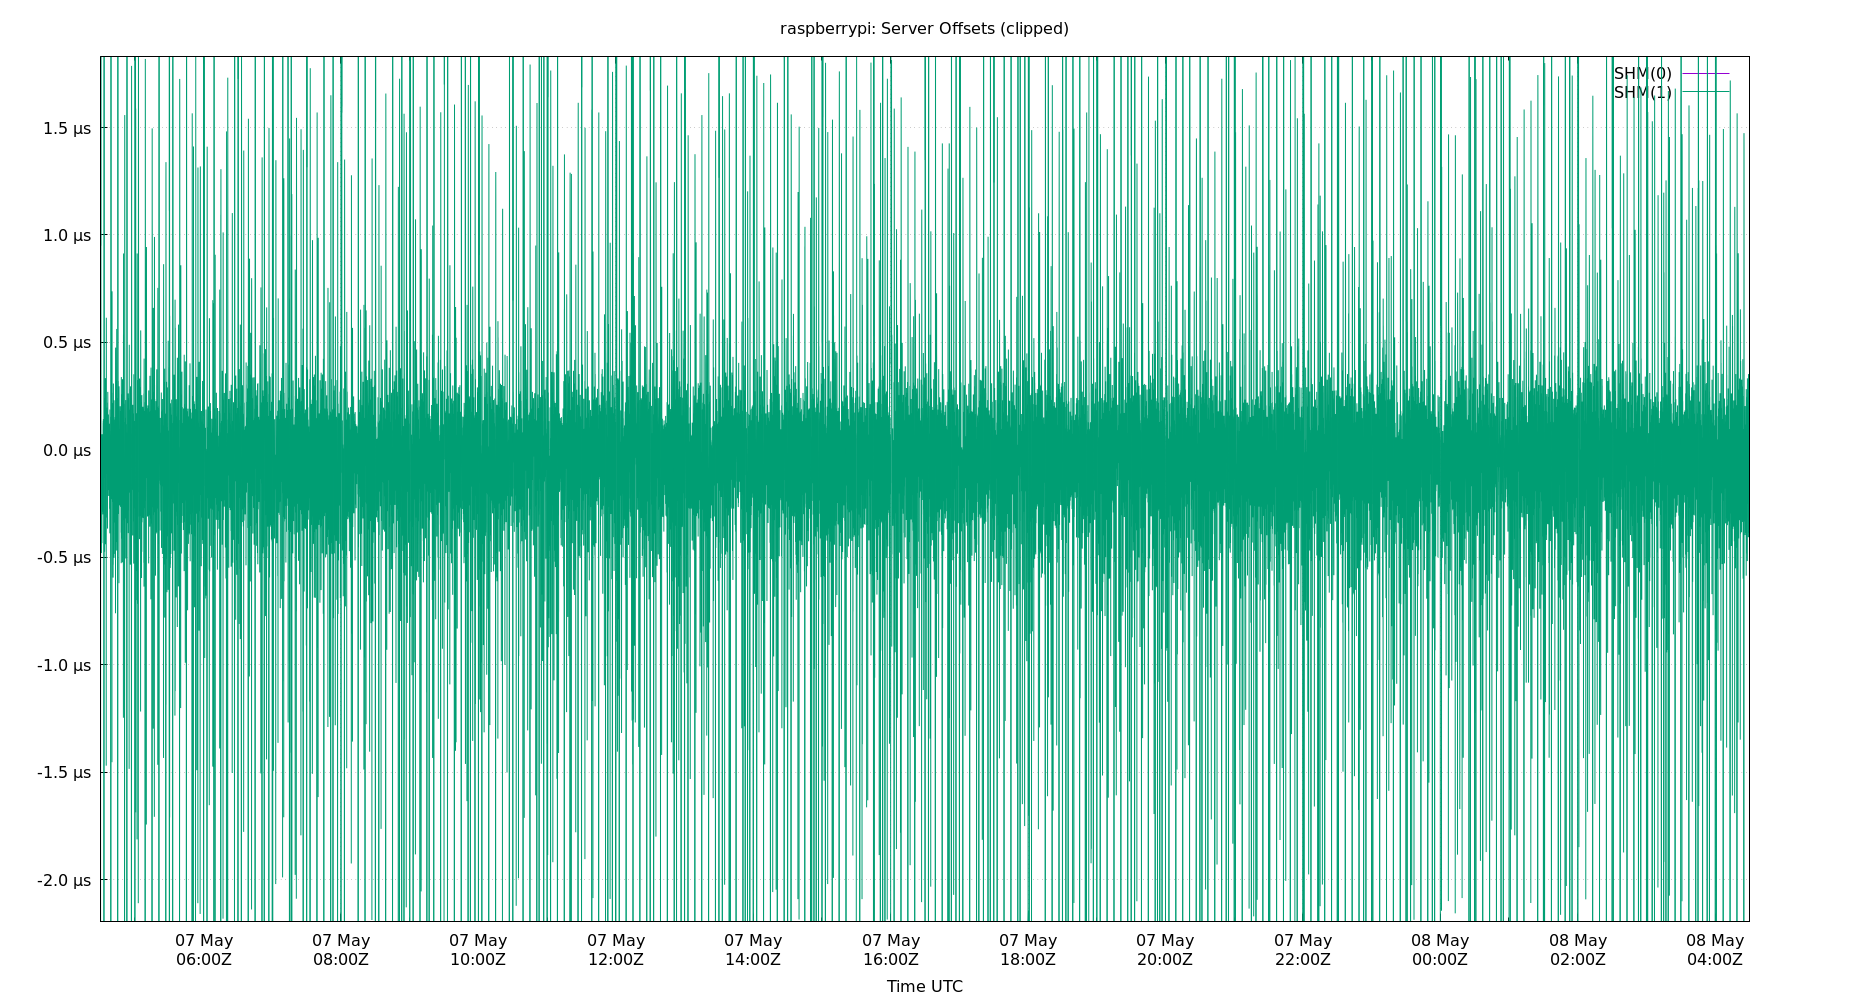 raspberrypi: Server Offsets (clipped)
SHM(0)
SHM(1)
1.5 µs
1.0 µs
0.5 µs
0.0 µs
-0.5 µs
-1.0 µs
-1.5 µs
-2.0 µs
07 May 07 May 07 May 07 May 07 May 07 May 07 May 07 May 07 May 08 May 08 May 08 May
06:00Z 08:00Z 10:00Z 12:00Z 14:00Z 16:00Z 18:00Z 20:00Z 22:00Z 00:00Z 02:00Z 04:00Z
Time UTC